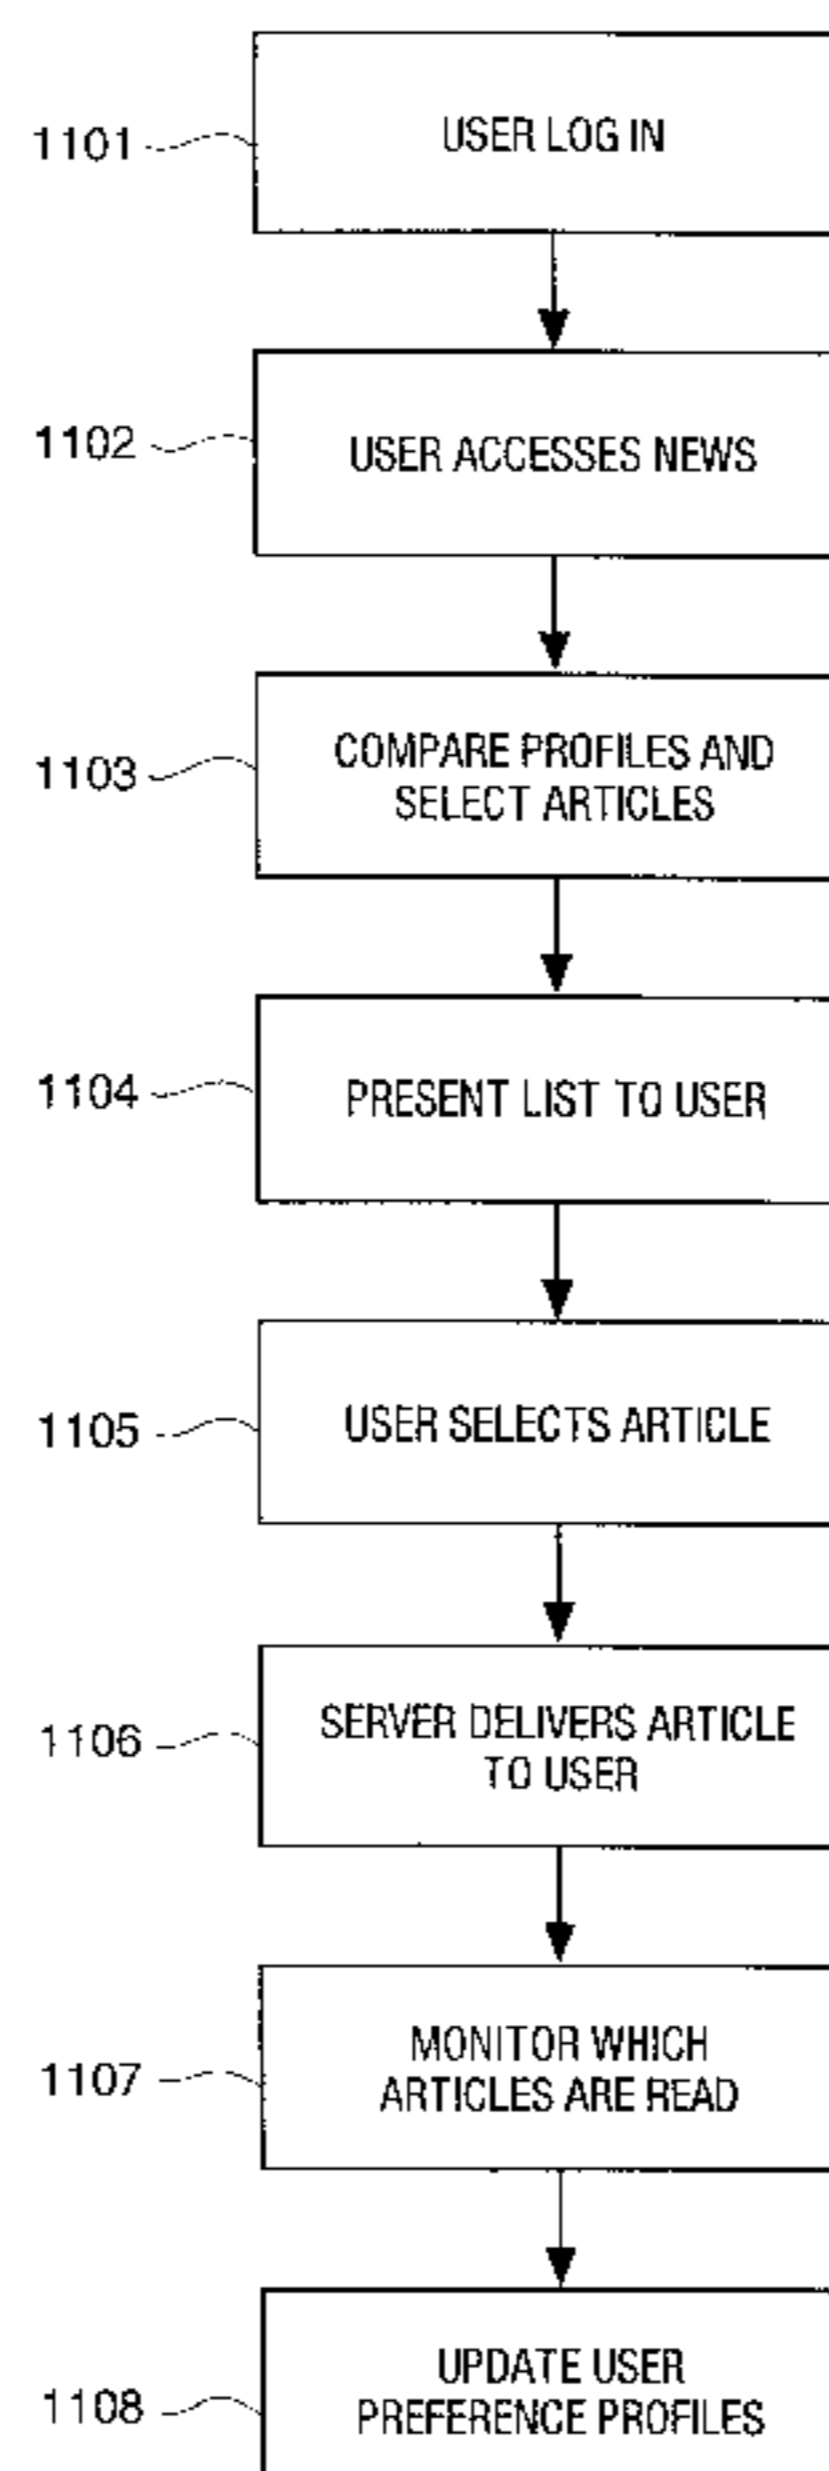 1101
USER LOG IN
1102
USER ACCESSES NEWS
1103
COMPARE PROFILES AND
SELECT ARTICLES
1104
PRESENT LIST TO USER
1105
USER SELECTS ARTICLE
1106
SERVER DELIVERS ARTICLE
TO USER
1107
MONITOR WHICH
ARTICLES ARE READ
1108
UPDATE USER
PREFERENCE PROFILES